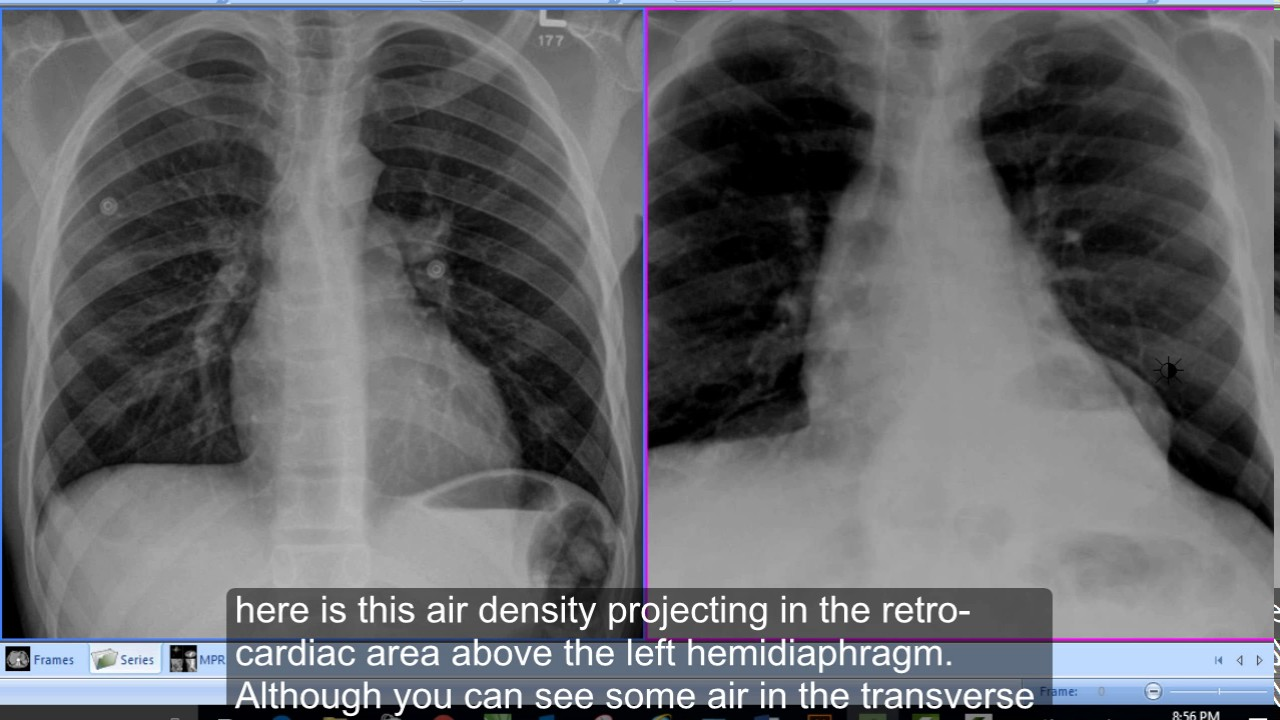 L
177
here is this air density projecting in the retro-
cardiac area above the left hemidiaphragm.
Although you can see some air in the transverse
Frames
Series
MPR
Frame: 0
8:56 PM